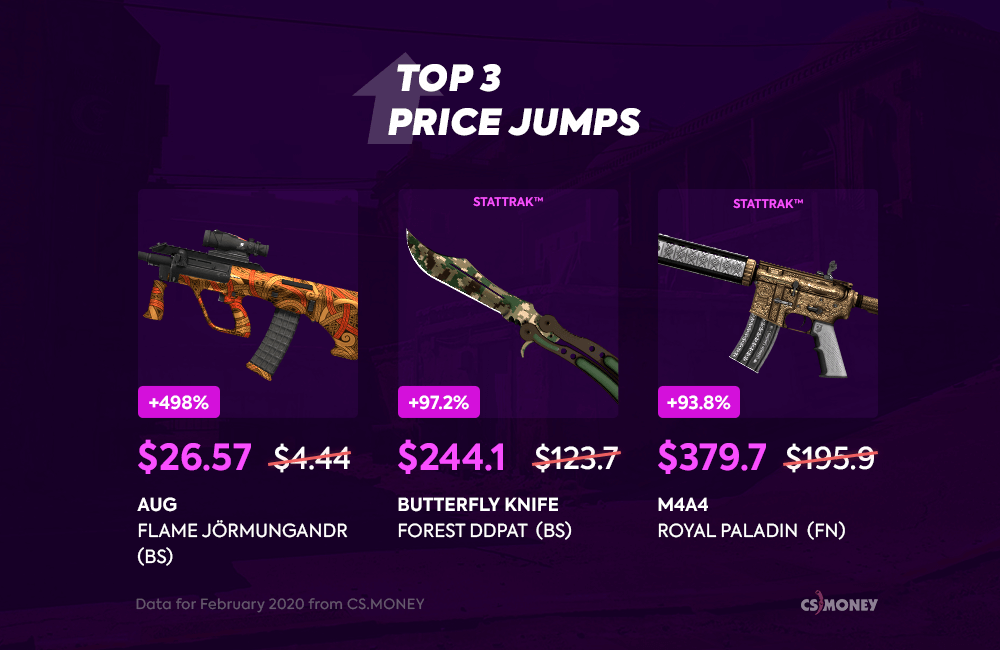 TOP 3
PRICE JUMPS
STATTRAK™
STATTRAK™
+498%
+97.2%
+93.8%
$26.57 $4.44
$244.1 $123.7
$379.7 $195.9
AUG
FLAME JÖRMUNGANDR
(BS)
BUTTERFLY KNIFE
FOREST DDPAT (BS)
M4A4
ROYAL PALADIN (FN)
Data for February 2020 from CS.MONEY
CS MONEY